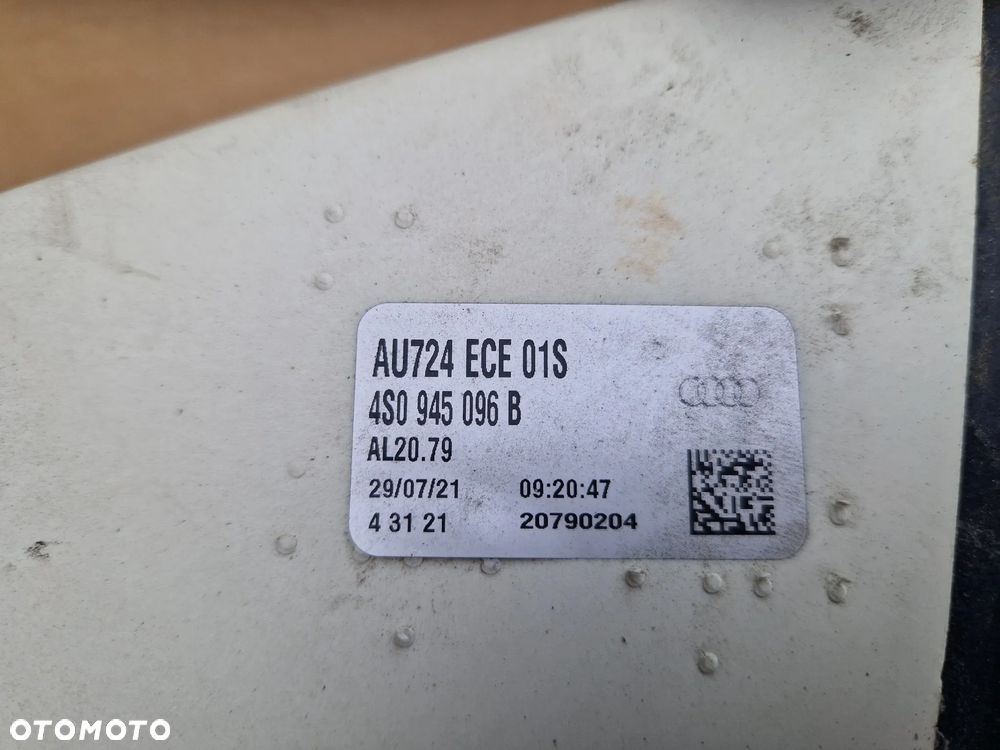 AU724 ECE 01S
4S0 945 096 B
AL20.79
29/07/21 09:20:47
4 31 21 20790204
OTOMOTO